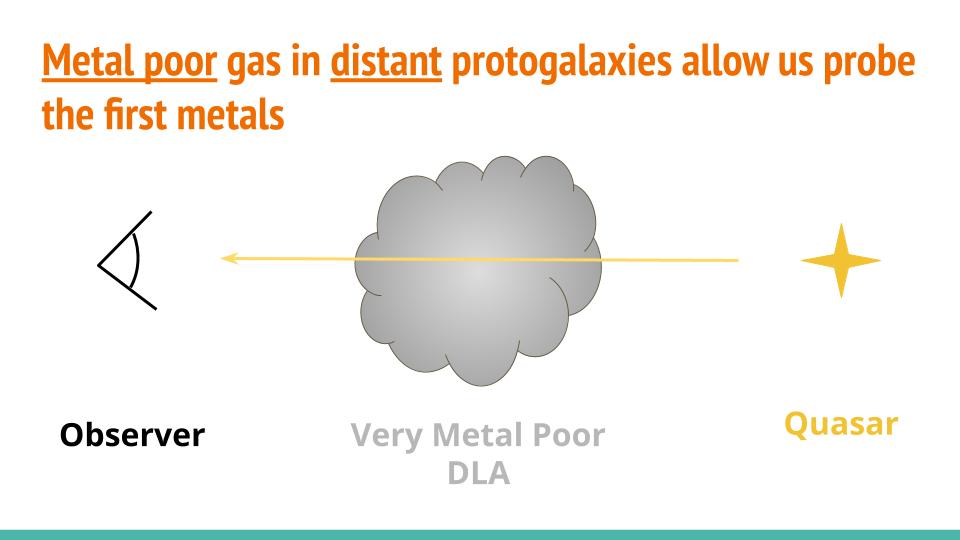 Metal poor gas in distant protogalaxies allow us probe
the first metals
Observer
Very Metal Poor
DLA
Quasar